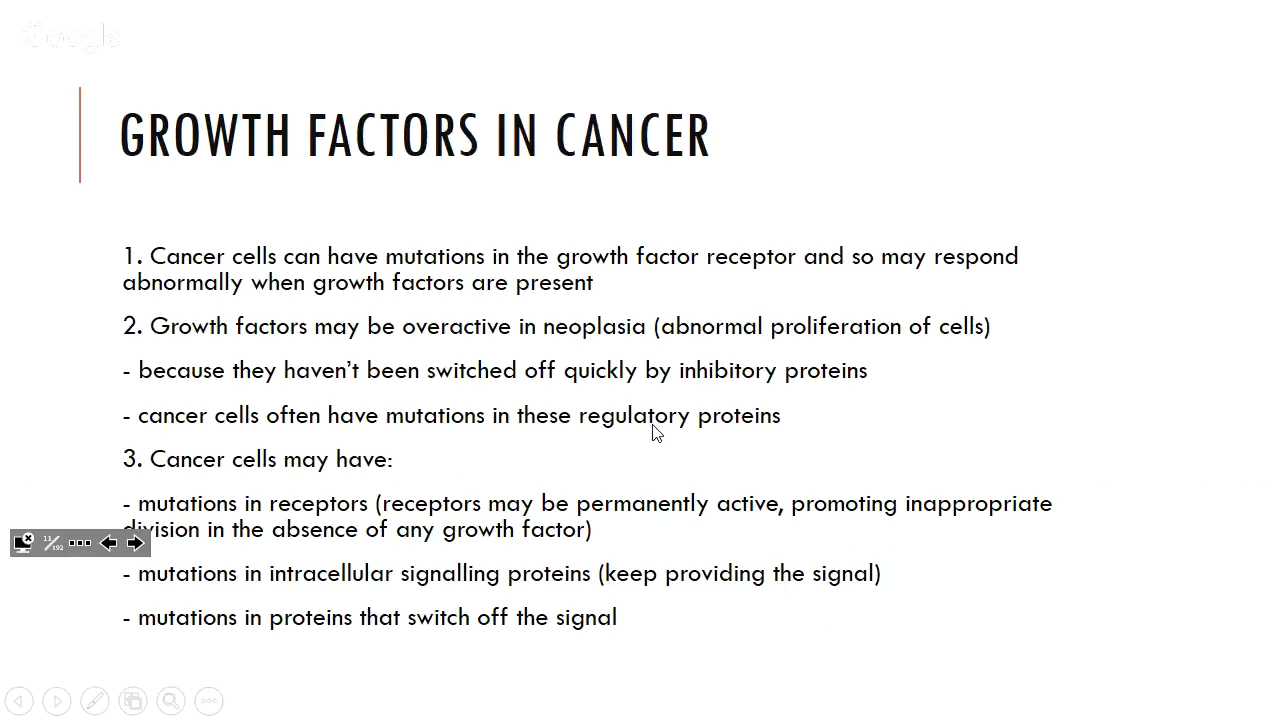 Google
GROWTH FACTORS IN CANCER
1. Cancer cells can have mutations in the growth factor receptor and so may respond
abnormally when growth factors are present
2. Growth factors may be overactive in neoplasia (abnormal proliferation of cells)
- because they haven't been switched off quickly by inhibitory proteins
- cancer cells often have mutations in these regulatory proteins
3. Cancer cells may have:
- mutations in receptors (receptors may be permanently active, promoting inappropriate
division in the absence of any growth factor)
11/192
- mutations in intracellular signalling proteins (keep providing the signal)
- mutations in proteins that switch off the signal